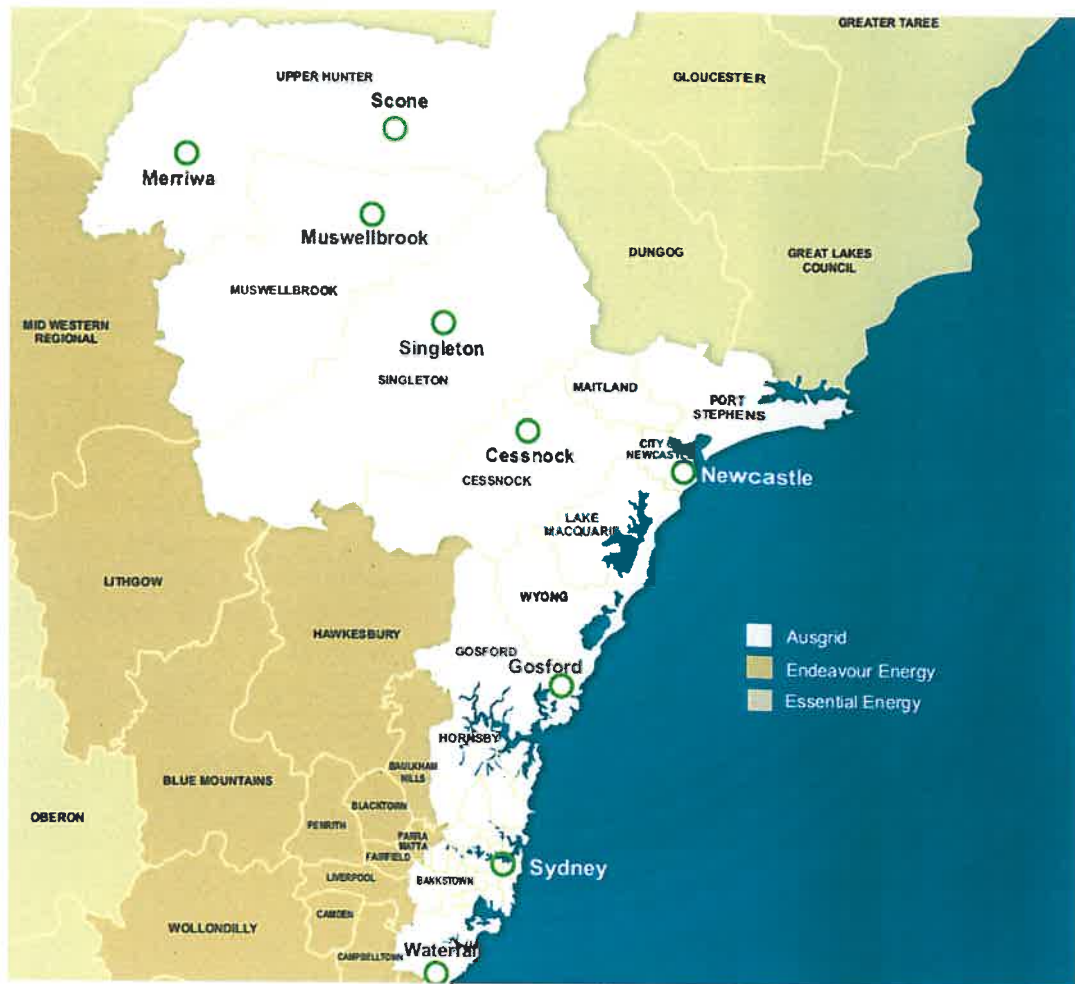 GREATER TAREE
UPPER HUNTER
GLOUCESTER
Scone
Merriwa
Muswellbrook
DUNGOG
GREAT LAKES
COUNCIL
MUSWELLBROOK
MID WESTERN
REGIONAL
Singleton
SINGLETON
MAITLAND
PORT
STEPHENS
Cessnock
CITY
NEWCASTLE
CESSNOCK
Newcastle
LAKE
MACQUARIE
LITHGOW
WYONG
HAWKESBURY
Ausgrid
GOSFORD
Gosford
Endeavour Energy
Essential Energy
HORNSBY
BAULKHAM
HILLS
BLUE MOUNTAINS
BLACKTOWN
OBERON
PENRITH
PARRA
MATTA
FAIRFIELD
Sydney
LIVERPOOL
BANKSTOWN
CAMDEN
WOLLONDILLY
Waterfall
CAMPBELLTOWN